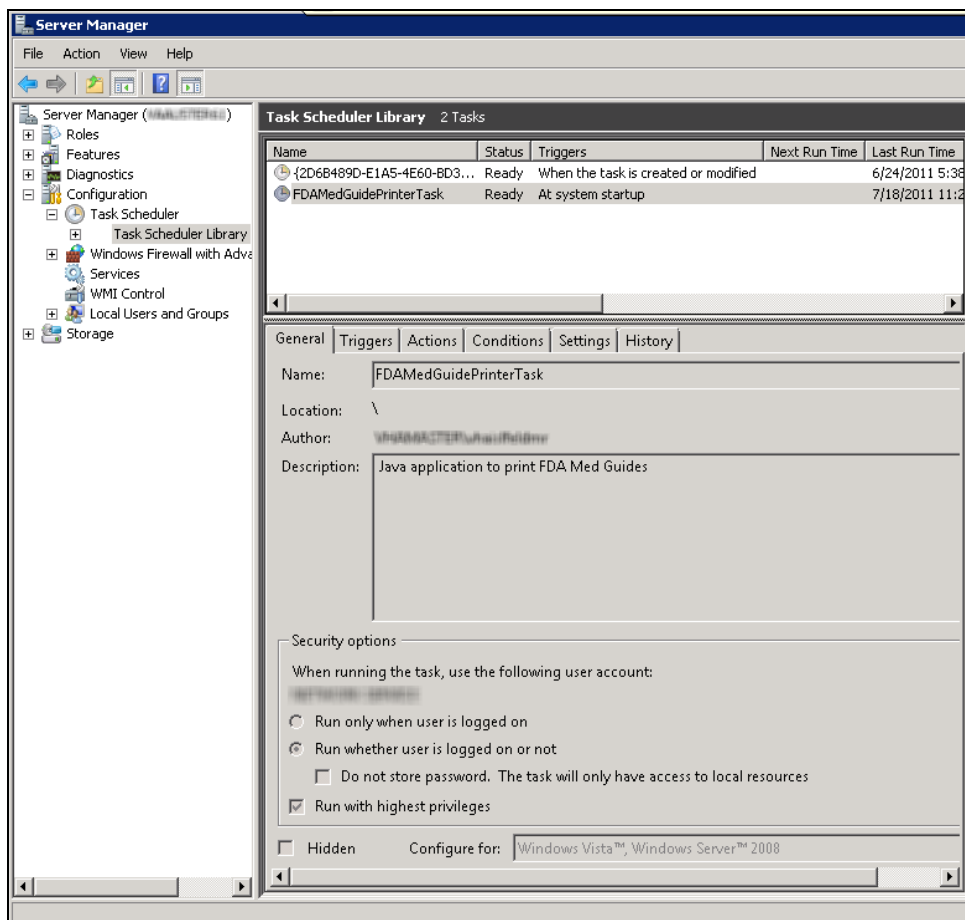 Server Manager
File Action View Help
Server Manager ( )
Roles
Features
Diagnostics
Configuration
Task Scheduler
Task Scheduler Library
Windows Firewall with Adva
Services
WMI Control
Local Users and Groups
Storage
Task Scheduler Library 2 Tasks
Name Status Triggers Next Run Time Last Run Time
{2D6B489D-E1A5-4E60-BD3... Ready When the task is created or modified 6/24/2011 5:38
FDAMedGuidePrinterTask Ready At system startup 7/18/2011 11:2
General Triggers Actions Conditions Settings History
Name: FDAMedGuidePrinterTask
Location: \
Author:
Description: Java application to print FDA Med Guides
Security options
When running the task, use the following user account:
Run only when user is logged on
Run whether user is logged on or not
Do not store password. The task will only have access to local resources
Run with highest privileges
Hidden Configure for: Windows Vista™, Windows Server™ 2008